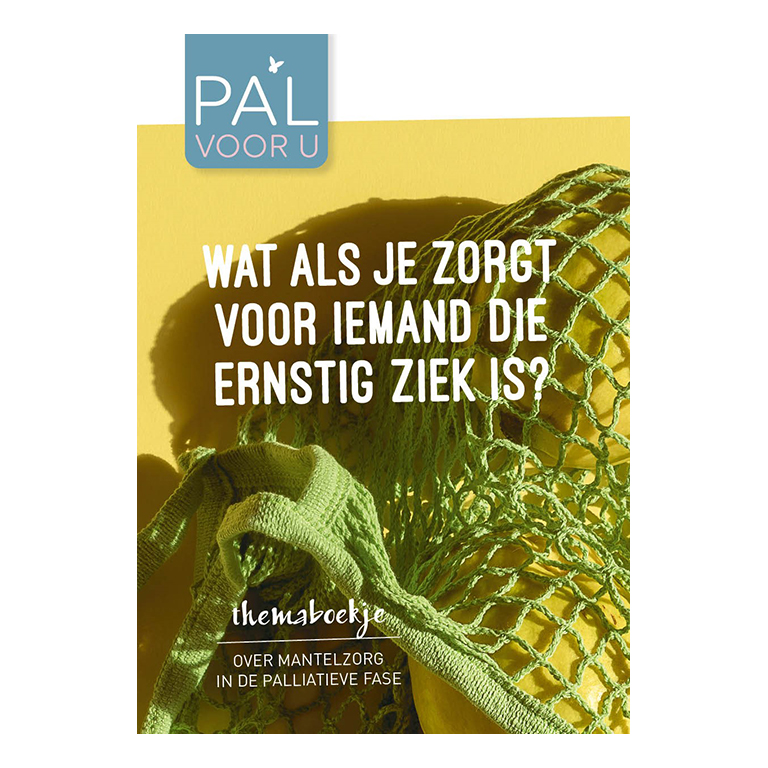 PAL
VOOR U
WAT ALS JE ZORGT
VOOR IEMAND DIE
ERNSTIG ZIEK IS?
themaboekje
OVER MANTELZORG
IN DE PALLIATIEVE FASE